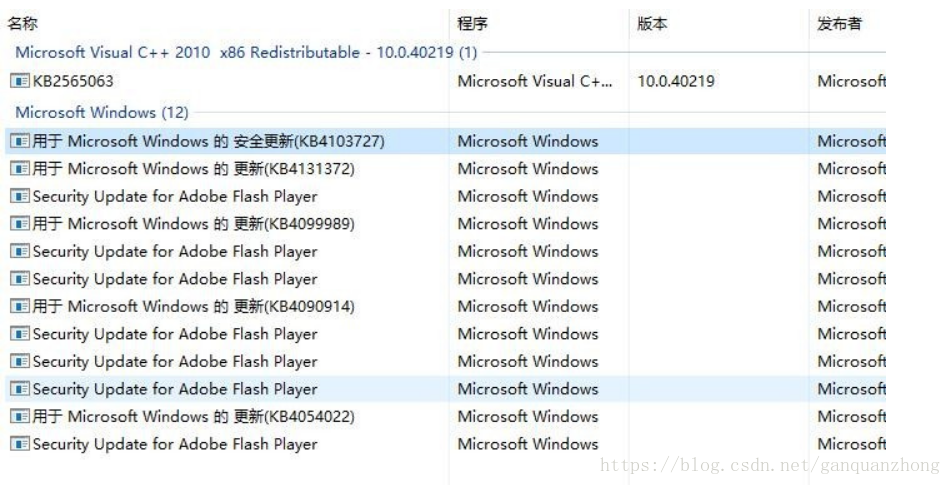 名称 程序 版本 发布者
Microsoft Visual C++ 2010 x86 Redistributable - 10.0.40219 (1)
KB2565063 Microsoft Visual C+... 10.0.40219 Microsoft
Microsoft Windows (12)
用于 Microsoft Windows 的 安全更新(KB4103727) Microsoft Windows Microsoft
用于 Microsoft Windows 的 更新(KB4131372) Microsoft Windows Microsoft
Security Update for Adobe Flash Player Microsoft Windows Microsoft
用于 Microsoft Windows 的 更新(KB4099989) Microsoft Windows Microsoft
Security Update for Adobe Flash Player Microsoft Windows Microsoft
Security Update for Adobe Flash Player Microsoft Windows Microsoft
用于 Microsoft Windows 的 更新(KB4090914) Microsoft Windows Microsoft
Security Update for Adobe Flash Player Microsoft Windows Microsoft
Security Update for Adobe Flash Player Microsoft Windows Microsoft
Security Update for Adobe Flash Player Microsoft Windows Microsoft
用于 Microsoft Windows 的 更新(KB4054022) Microsoft Windows Microsoft
Security Update for Adobe Flash Player Microsoft Windows Microsoft
https://blog.csdn.net/ganquanzhong